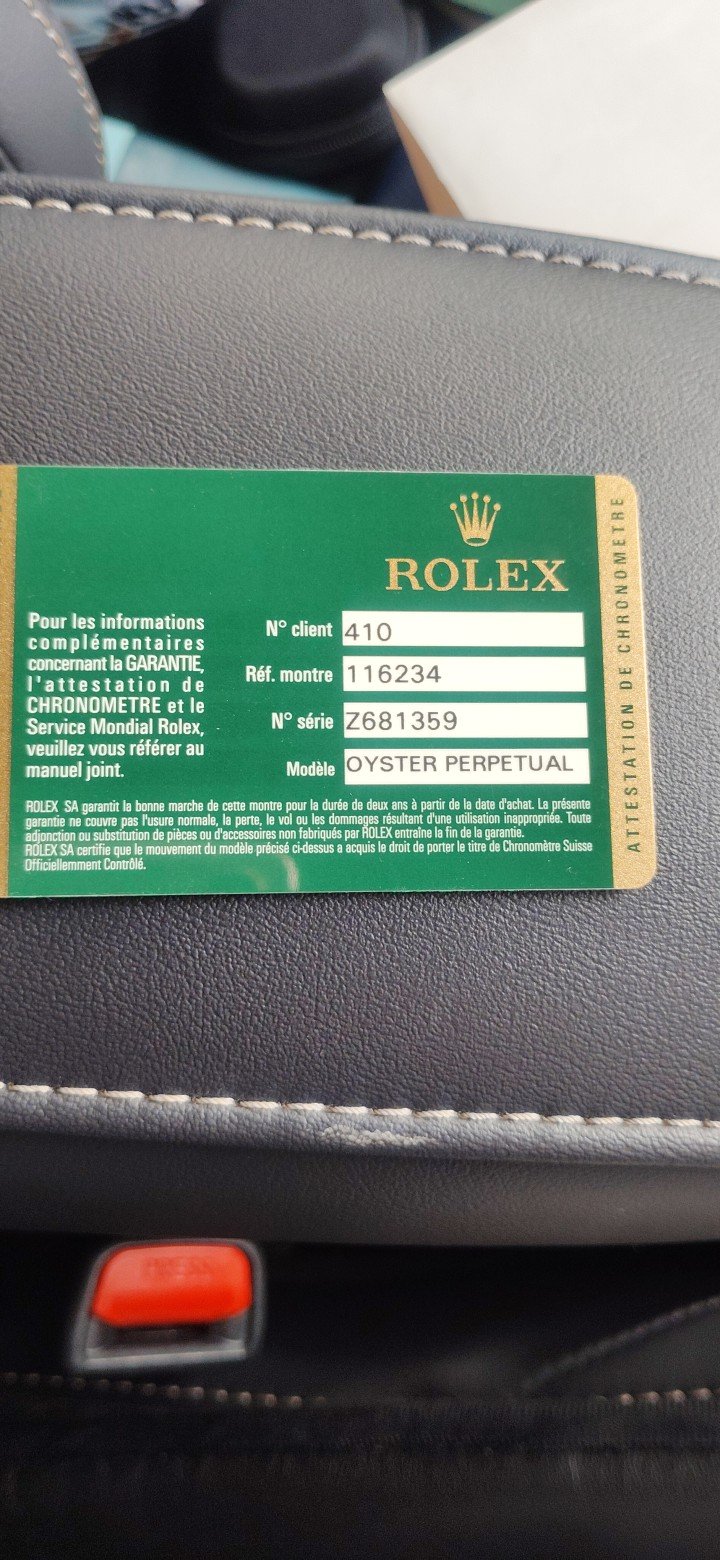 ROLEX
Pour les informations
complémentaires
concernant la GARANTIE,
l'attestation de
CHRONOMETRE et le
Service Mondial Rolex,
veuillez vous référer au
manuel joint.
N° client 410
Réf. montre 116234
N° série Z681359
Modèle OYSTER PERPETUAL
ROLEX SA garantit la bonne marche de cette montre pour la durée de deux ans à partir de la date d'achat. La présente
garantie ne couvre pas l'usure normale, la perte, le vol ou les dommages résultant d'une utilisation inappropriée. Toute
adjonction ou substitution de pièces ou d'accessoires non fabriqués par ROLEX entraîne la fin de la garantie.
ROLEX SA certifie que le mouvement du modèle précisé ci-dessus a acquis le droit de porter le titre de Chronomètre Suisse
Officiellement Contrôlé.
ATTESTATION DE CHRONOMETRE
PRESS